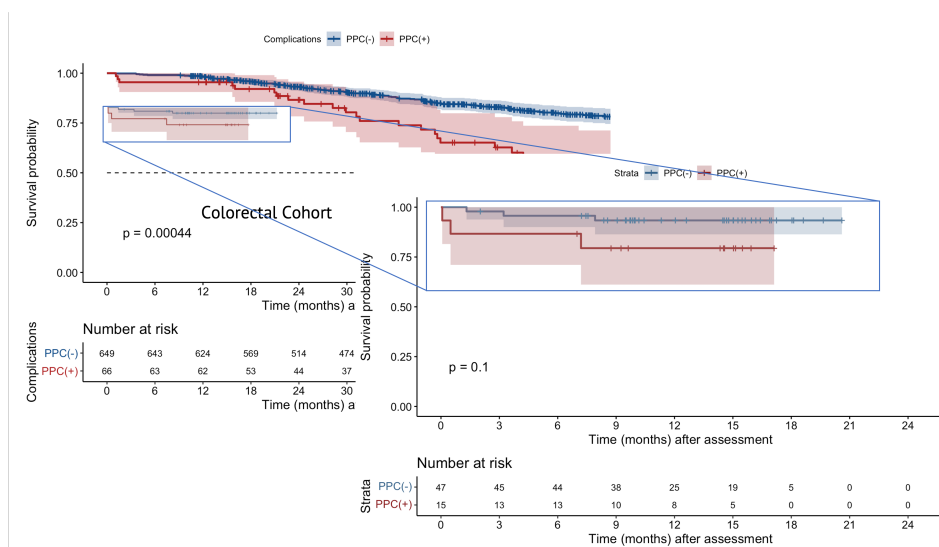 Complications PPC(-) PPC(+)
1.00
0.75
0.50
0.25
0.00
Survival probability
Colorectal Cohort
p = 0.00044
0 6 12 18 24 30
Time (months) a
Number at risk
Complications
PPC(-) 649 643 624 569 514 474
PPC(+) 66 63 62 53 44 37
0 6 12 18 24 30
Time (months) a
Strata PPC(-) PPC(+)
1.00
0.75
0.50
0.25
0.00
Survival probability
p = 0.1
0 3 6 9 12 15 18 21 24
Time (months) after assessment
Number at risk
Strata
PPC(-) 47 45 44 38 25 19 5 0 0
PPC(+) 15 13 13 10 8 5 0 0 0
0 3 6 9 12 15 18 21 24
Time (months) after assessment